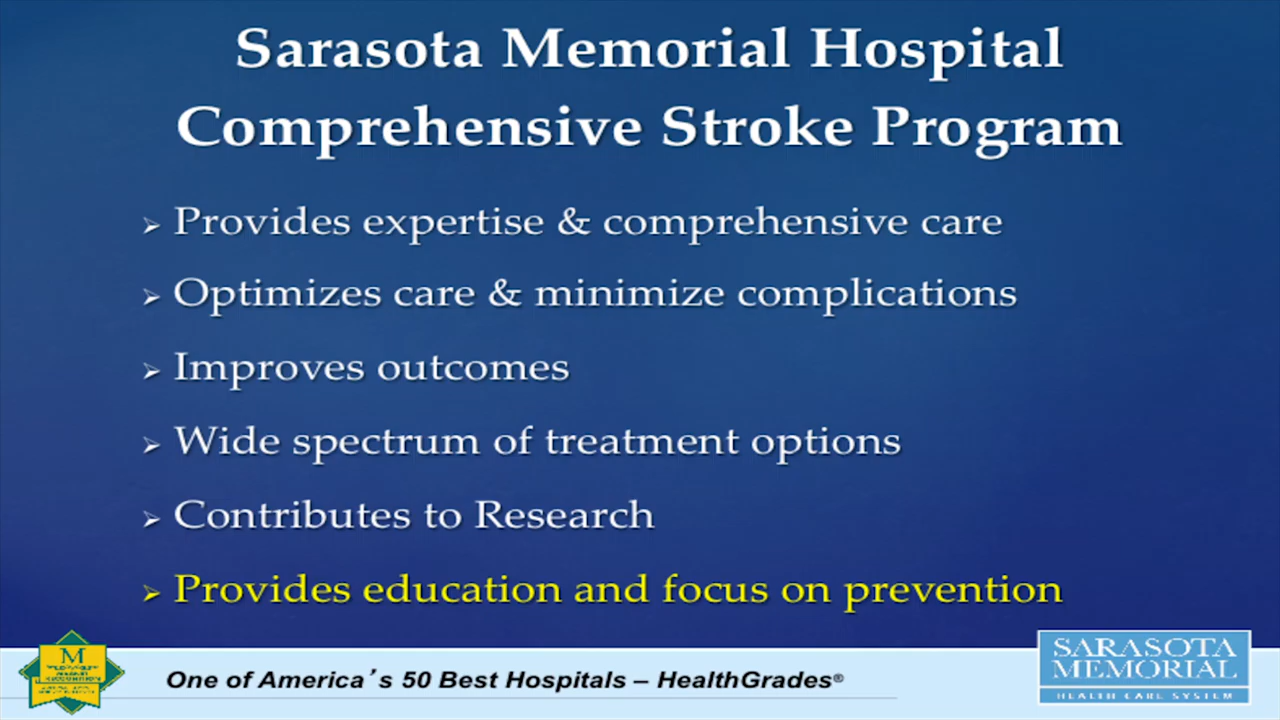 Sarasota Memorial Hospital
Comprehensive Stroke Program
➢ Provides expertise & comprehensive care
➢ Optimizes care & minimize complications
➢ Improves outcomes
➢ Wide spectrum of treatment options
➢ Contributes to Research
➢ Provides education and focus on prevention
M
One of America’s 50 Best Hospitals – HealthGrades®
SARASOTA
MEMORIAL
HEALTH CARE SYSTEM